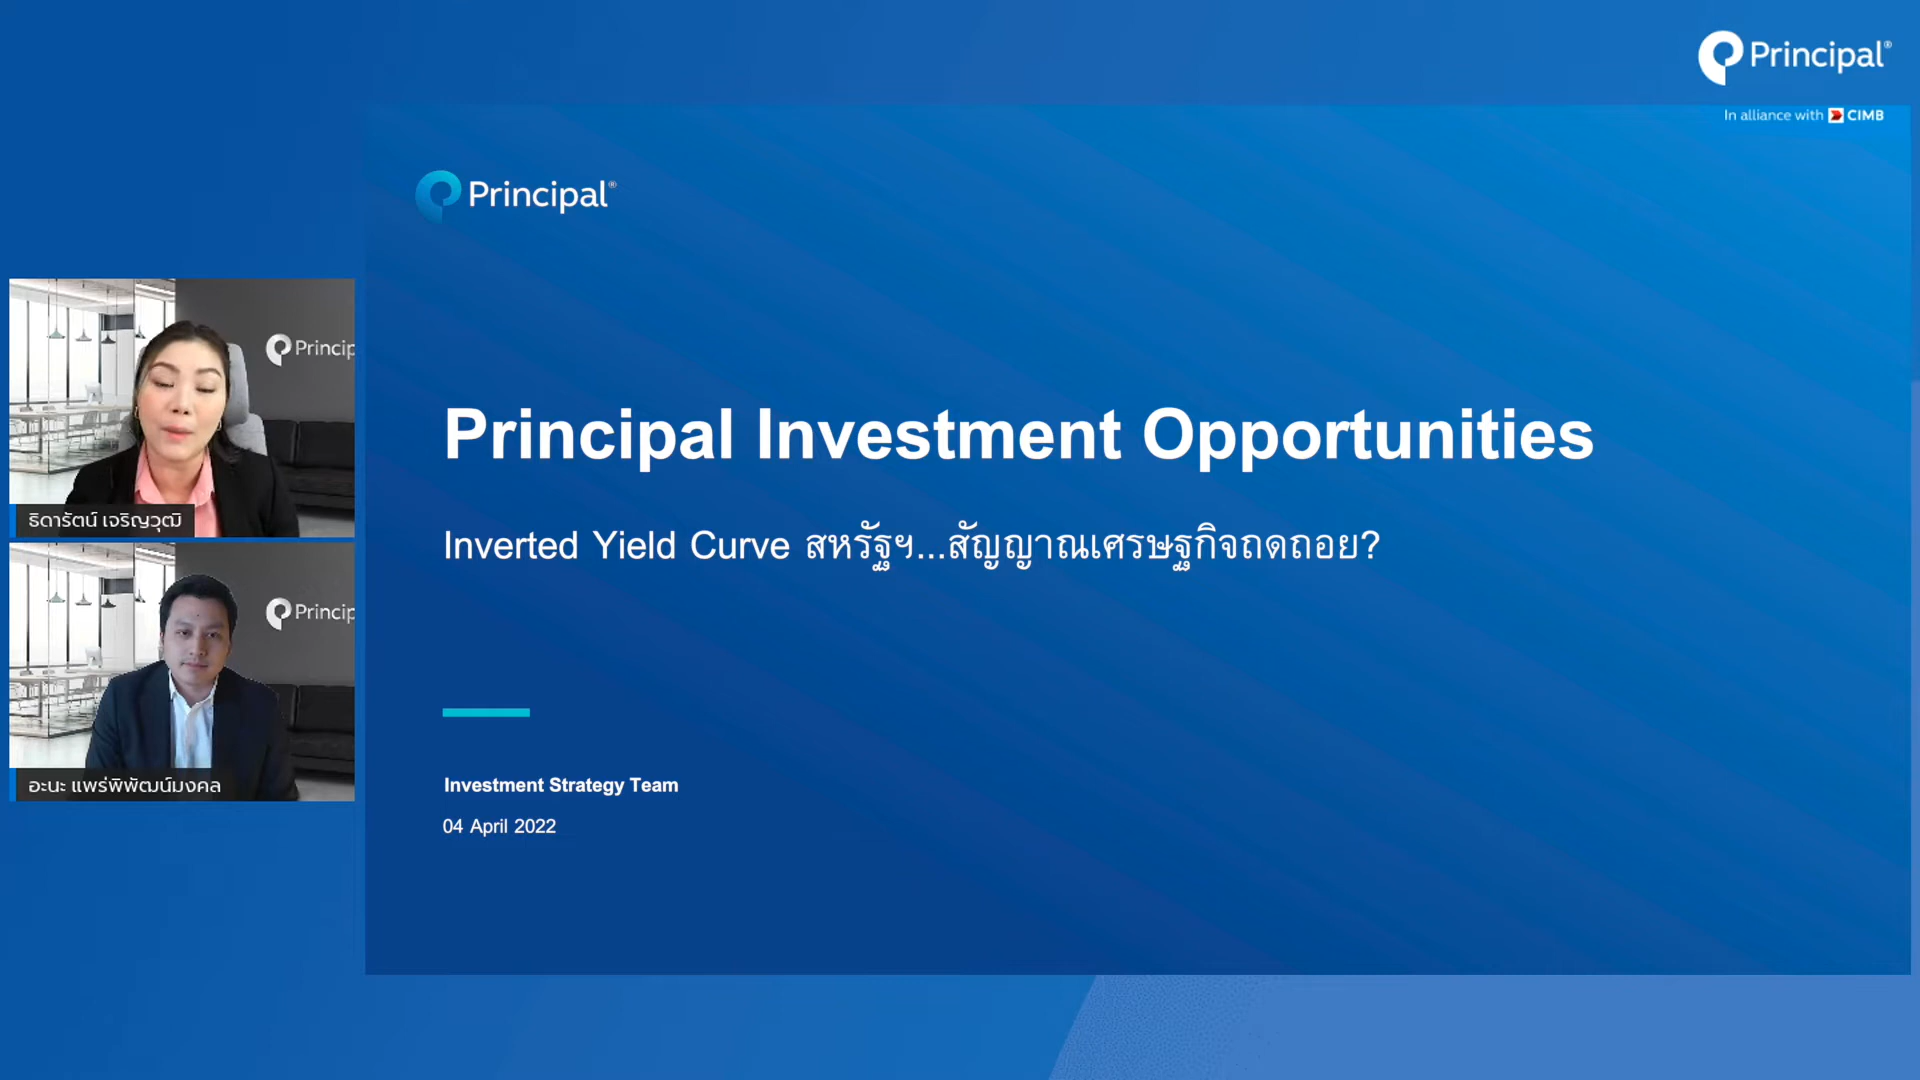 Principal®
In alliance with CIMB
Principal®
Princip
ธิดารัตน์ เจริญวุฒิ
Princip
อะนะ แพร่พิพัฒน์มงคล
Principal Investment Opportunities
Inverted Yield Curve สหรัฐฯ...สัญญาณเศรษฐกิจถดถอย?
Investment Strategy Team
04 April 2022